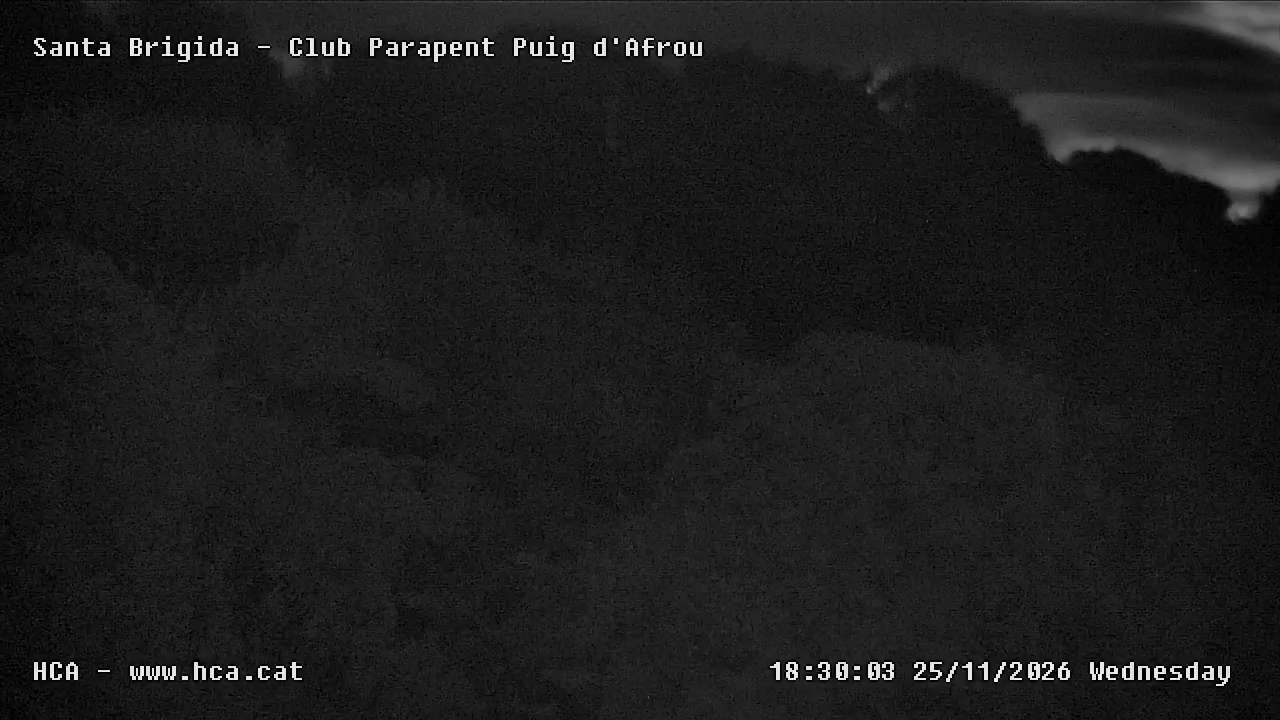 Santa Brigida - Club Parapent Puig d'Afrou
HCA - www.hca.cat
18:30:03 25/11/2026 Wednesday